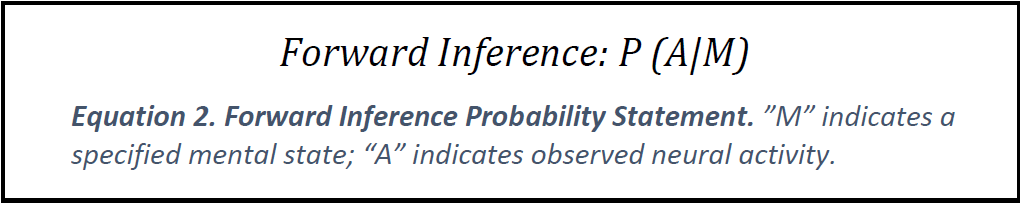 Forward Inference: P (A|M)
Equation 2. Forward Inference Probability Statement. ”M” indicates a
specified mental state; “A” indicates observed neural activity.